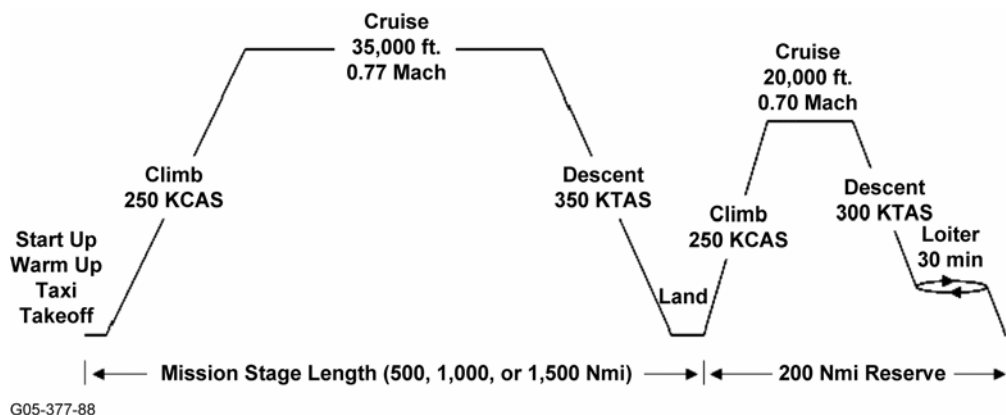 Cruise
35,000 ft.
0.77 Mach
Cruise
20,000 ft.
0.70 Mach
Climb
250 KCAS
Descent
350 KTAS
Climb
250 KCAS
Descent
300 KTAS
Start Up
Warm Up
Taxi
Takeoff
Land
Loiter
30 min
Mission Stage Length (500, 1,000, or 1,500 Nmi)
200 Nmi Reserve
G05-377-88